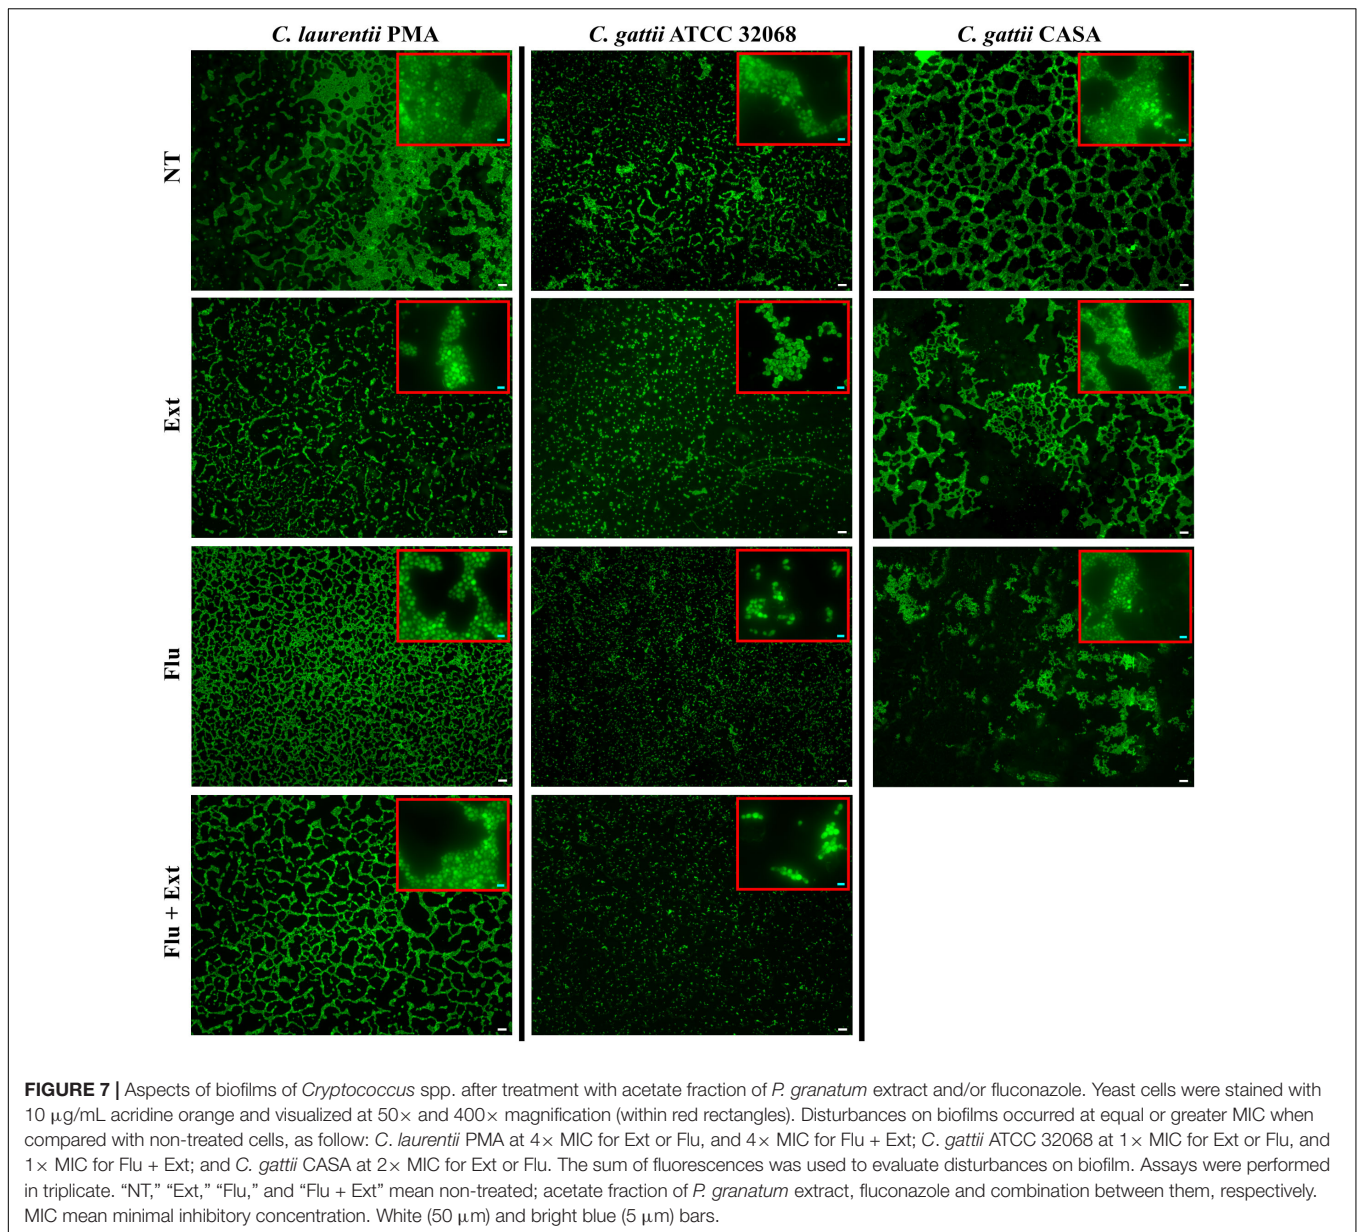 C. laurentii PMA
C. gattii ATCC 32068
C. gattii CASA
NT
Ext
Flu
Flu + Ext
FIGURE 7 | Aspects of biofilms of Cryptococcus spp. after treatment with acetate fraction of P. granatum extract and/or fluconazole. Yeast cells were stained with
10 μg/mL acridine orange and visualized at 50× and 400× magnification (within red rectangles). Disturbances on biofilms occurred at equal or greater MIC when
compared with non-treated cells, as follow: C. laurentii PMA at 4× MIC for Ext or Flu, and 4× MIC for Flu + Ext; C. gattii ATCC 32068 at 1× MIC for Ext or Flu, and
1× MIC for Flu + Ext; and C. gattii CASA at 2× MIC for Ext or Flu. The sum of fluorescences was used to evaluate disturbances on biofilm. Assays were performed
in triplicate. “NT,” “Ext,” “Flu,” and “Flu + Ext” mean non-treated; acetate fraction of P. granatum extract, fluconazole and combination between them, respectively.
MIC mean minimal inhibitory concentration. White (50 μm) and bright blue (5 μm) bars.